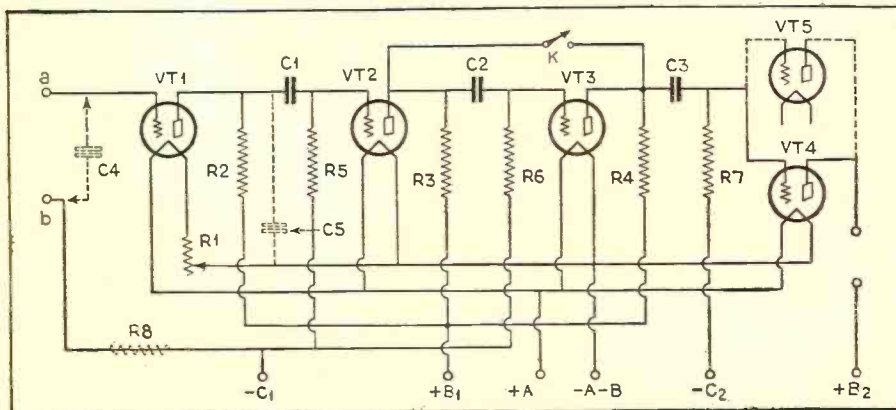 VT5
K
a VT1 C1 VT2 C2 VT3 C3
VT4
C4 R2 R5 R3 R6 R4 R7
b
R1 C5
R8
-C1 +B1 +A -A-B -C2 +B2